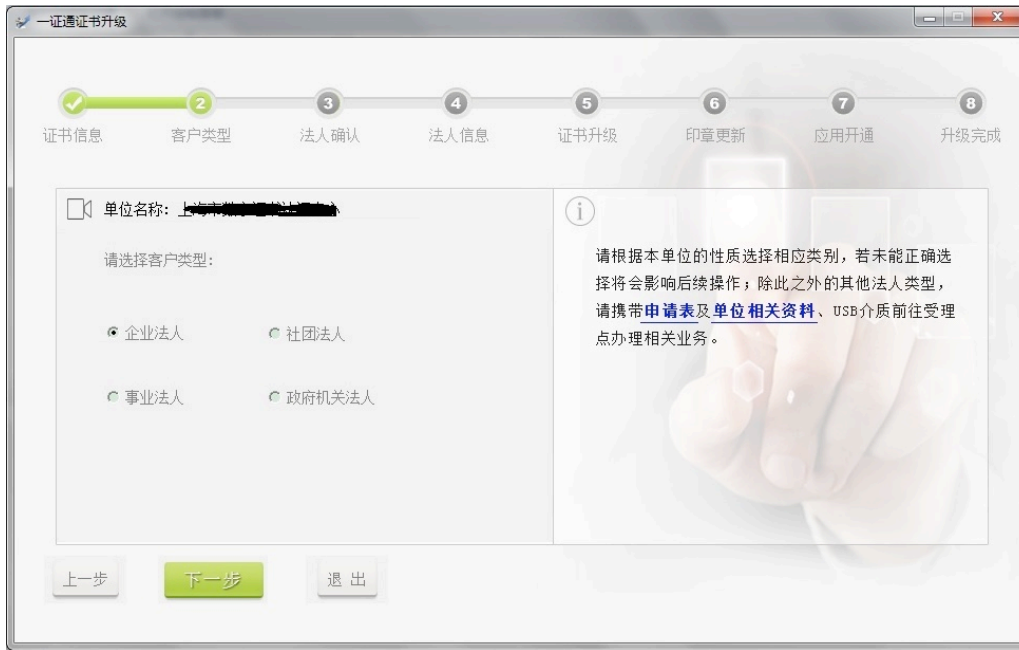 一证通证书升级
2 3 4 5 6 7 8
证书信息 客户类型 法人确认 法人信息 证书升级 印章更新 应用开通 升级完成
单位名称：
请选择客户类型：
企业法人 社团法人
事业法人 政府机关法人
i
请根据本单位的性质选择相应类别，若未能正确选
择将会影响后续操作；除此之外的其他法人类型，
请携带申请表及单位相关资料、USB介质前往受理
点办理相关业务。
上一步 下一步 退 出